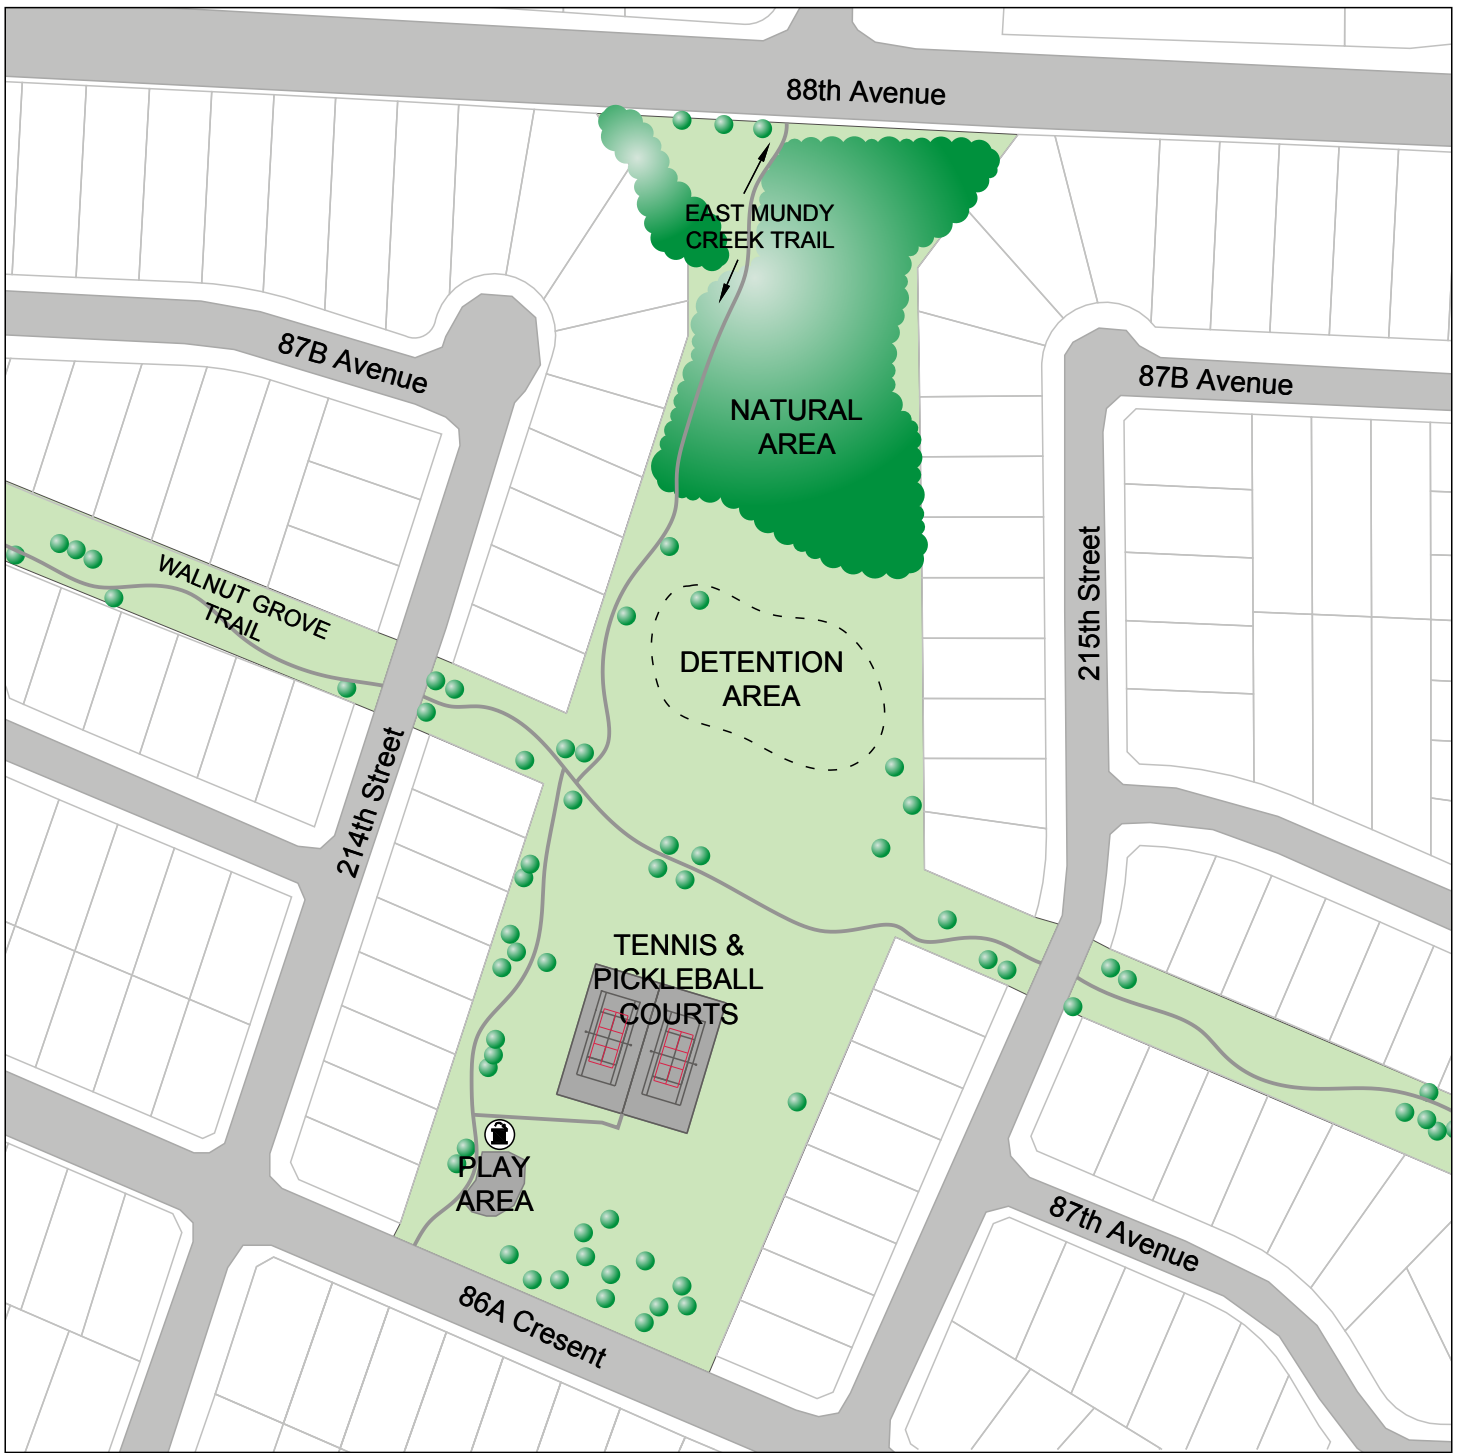 88th Avenue
EAST MUNDY
CREEK TRAIL
87B Avenue
87B Avenue
NATURAL
AREA
215th Street
WALNUT GROVE
TRAIL
DETENTION
AREA
214th Street
TENNIS &
PICKLEBALL
COURTS
PLAY
AREA
87th Avenue
86A Cresent